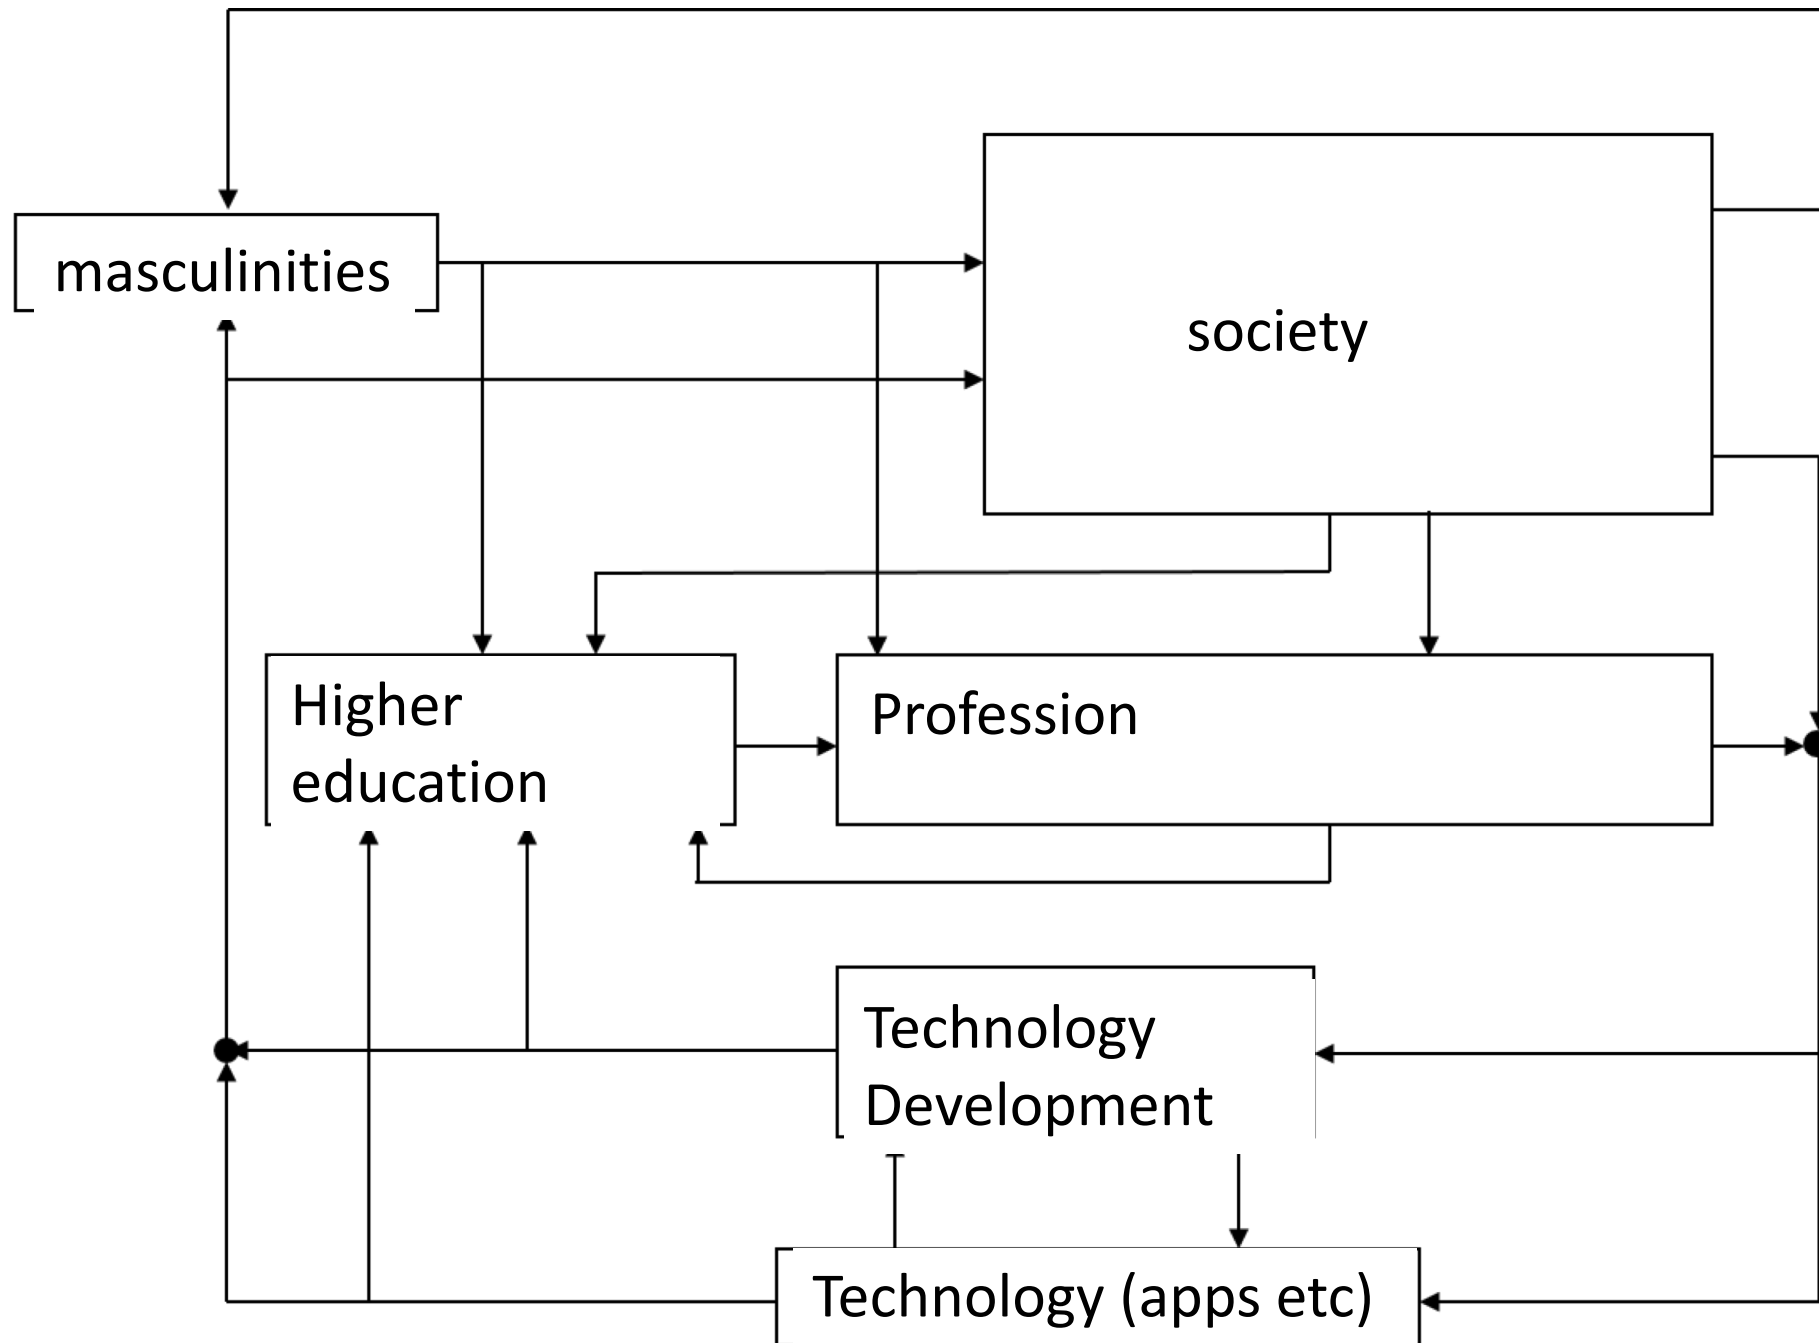 masculinities
society
Higher
education
Profession
Technology
Development
Technology (apps etc)